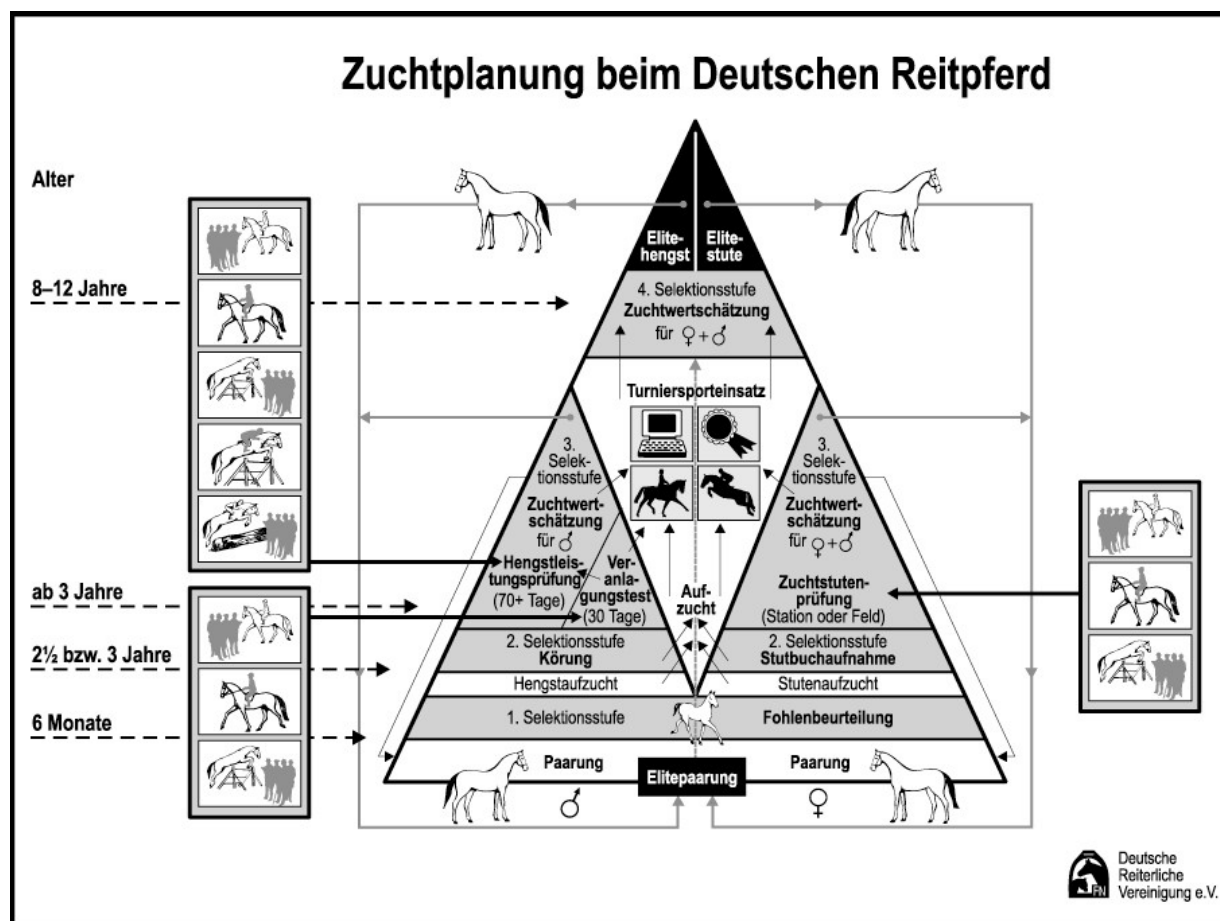 Zuchtplanung beim Deutschen Reitpferd
Alter
8–12 Jahre
ab 3 Jahre
2½ bzw. 3 Jahre
6 Monate
Elite-
hengst
Elite-
stute
4. Selektionsstufe
Zuchtwertschätzung
für ♀+♂
Turniersporteinsatz
3.
Selek-
tionsstufe
Zuchtwert-
schätzung
für ♂
Hengstleis-
tungsprüfung
(70+ Tage)
Ver-
anla-
gungstest
(30 Tage)
3.
Selek-
tionsstufe
Zuchtwert-
schätzung
für ♀+♂
Zuchtstuten-
prüfung
(Station oder Feld)
Auf-
zucht
2. Selektionsstufe
Körung
2. Selektionsstufe
Stutbuchaufnahme
Hengstaufzucht
Stutenaufzucht
1. Selektionsstufe
Fohlenbeurteilung
Paarung
Elitepaarung
Paarung
♂
♀
FN
Deutsche
Reiterliche
Vereinigung e.V.